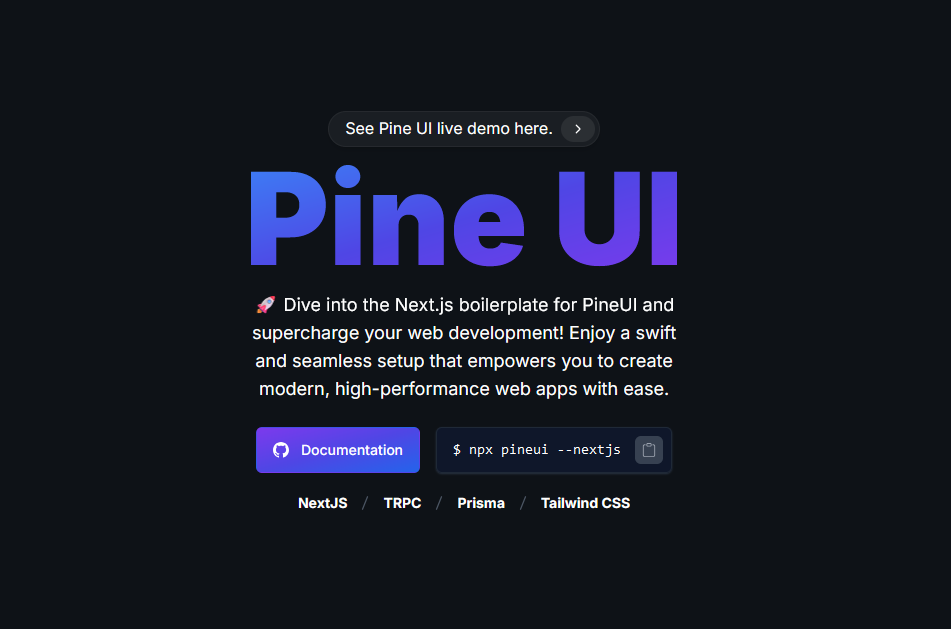 See Pine UI live demo here.
Pine UI
🚀 Dive into the Next.js boilerplate for PineUI and
supercharge your web development! Enjoy a swift
and seamless setup that empowers you to create
modern, high-performance web apps with ease.
Documentation
$ npx pineui --nextjs
NextJS / TRPC / Prisma / Tailwind CSS